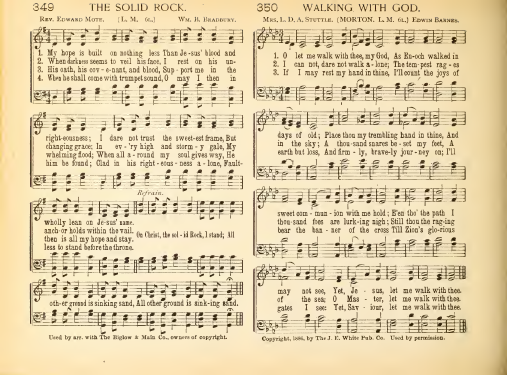 349 THE SOLID ROCK.
REV. EDWARD MOTE. [L. M. 6L.] WM. B. BRADBURY.
1. My hope is built on nothing less Than Je-sus' blood and
2. When darkness seems to veil his face, I rest on his un-
3. His oath, his cov-e-nant, and blood, Sup-port me in the
4. When he shall come with trumpet sound, O may I then in
right-eousness; I dare not trust the sweet-est frame, But
changing grace: In ev-'ry high and storm-y gale, My
whelming flood; When all a-round my soul gives way, He
him be found; Clad in his right-eous-ness a-lone, Fault-
Refrain.
wholly lean on Je-sus' name.
anch-or holds within the vail.
then is all my hope and stay.
less to stand before the throne.
On Christ, the sol-id Rock, I stand; All
oth-er ground is sinking sand, All other ground is sink-ing sand.
Used by arr. with The Biglow & Main Co., owners of copyright.
350 WALKING WITH GOD.
MRS. L. D. A. STUTTLE. (MORTON. L. M. 6L.) EDWIN BARNES.
1. O let me walk with thee, my God, As En-och walked in
2. I can not, dare not walk a-lone; The tem-pest rag-es
3. If I may rest my hand in thine, I'll count the joys of
days of old; Place thou my trembling hand in thine, And
in the sky; A thou-sand snares be-set my feet, A
earth but loss, And firm-ly, brave-ly jour-ney on; I'll
sweet com-mun-ion with me hold; E'en tho' the path I
thou-sand foes are lurk-ing nigh; Still thou the rag-ing
bear the ban-ner of the cross Till Zion's glo-rious
may not see, Yet, Je-sus, let me walk with thee.
of the sea; O Mas-ter, let me walk with thee.
gates I see: Yet, Sav-iour, let me walk with thee.
Copyright, 1886, by The J. E. White Pub. Co. Used by permission.